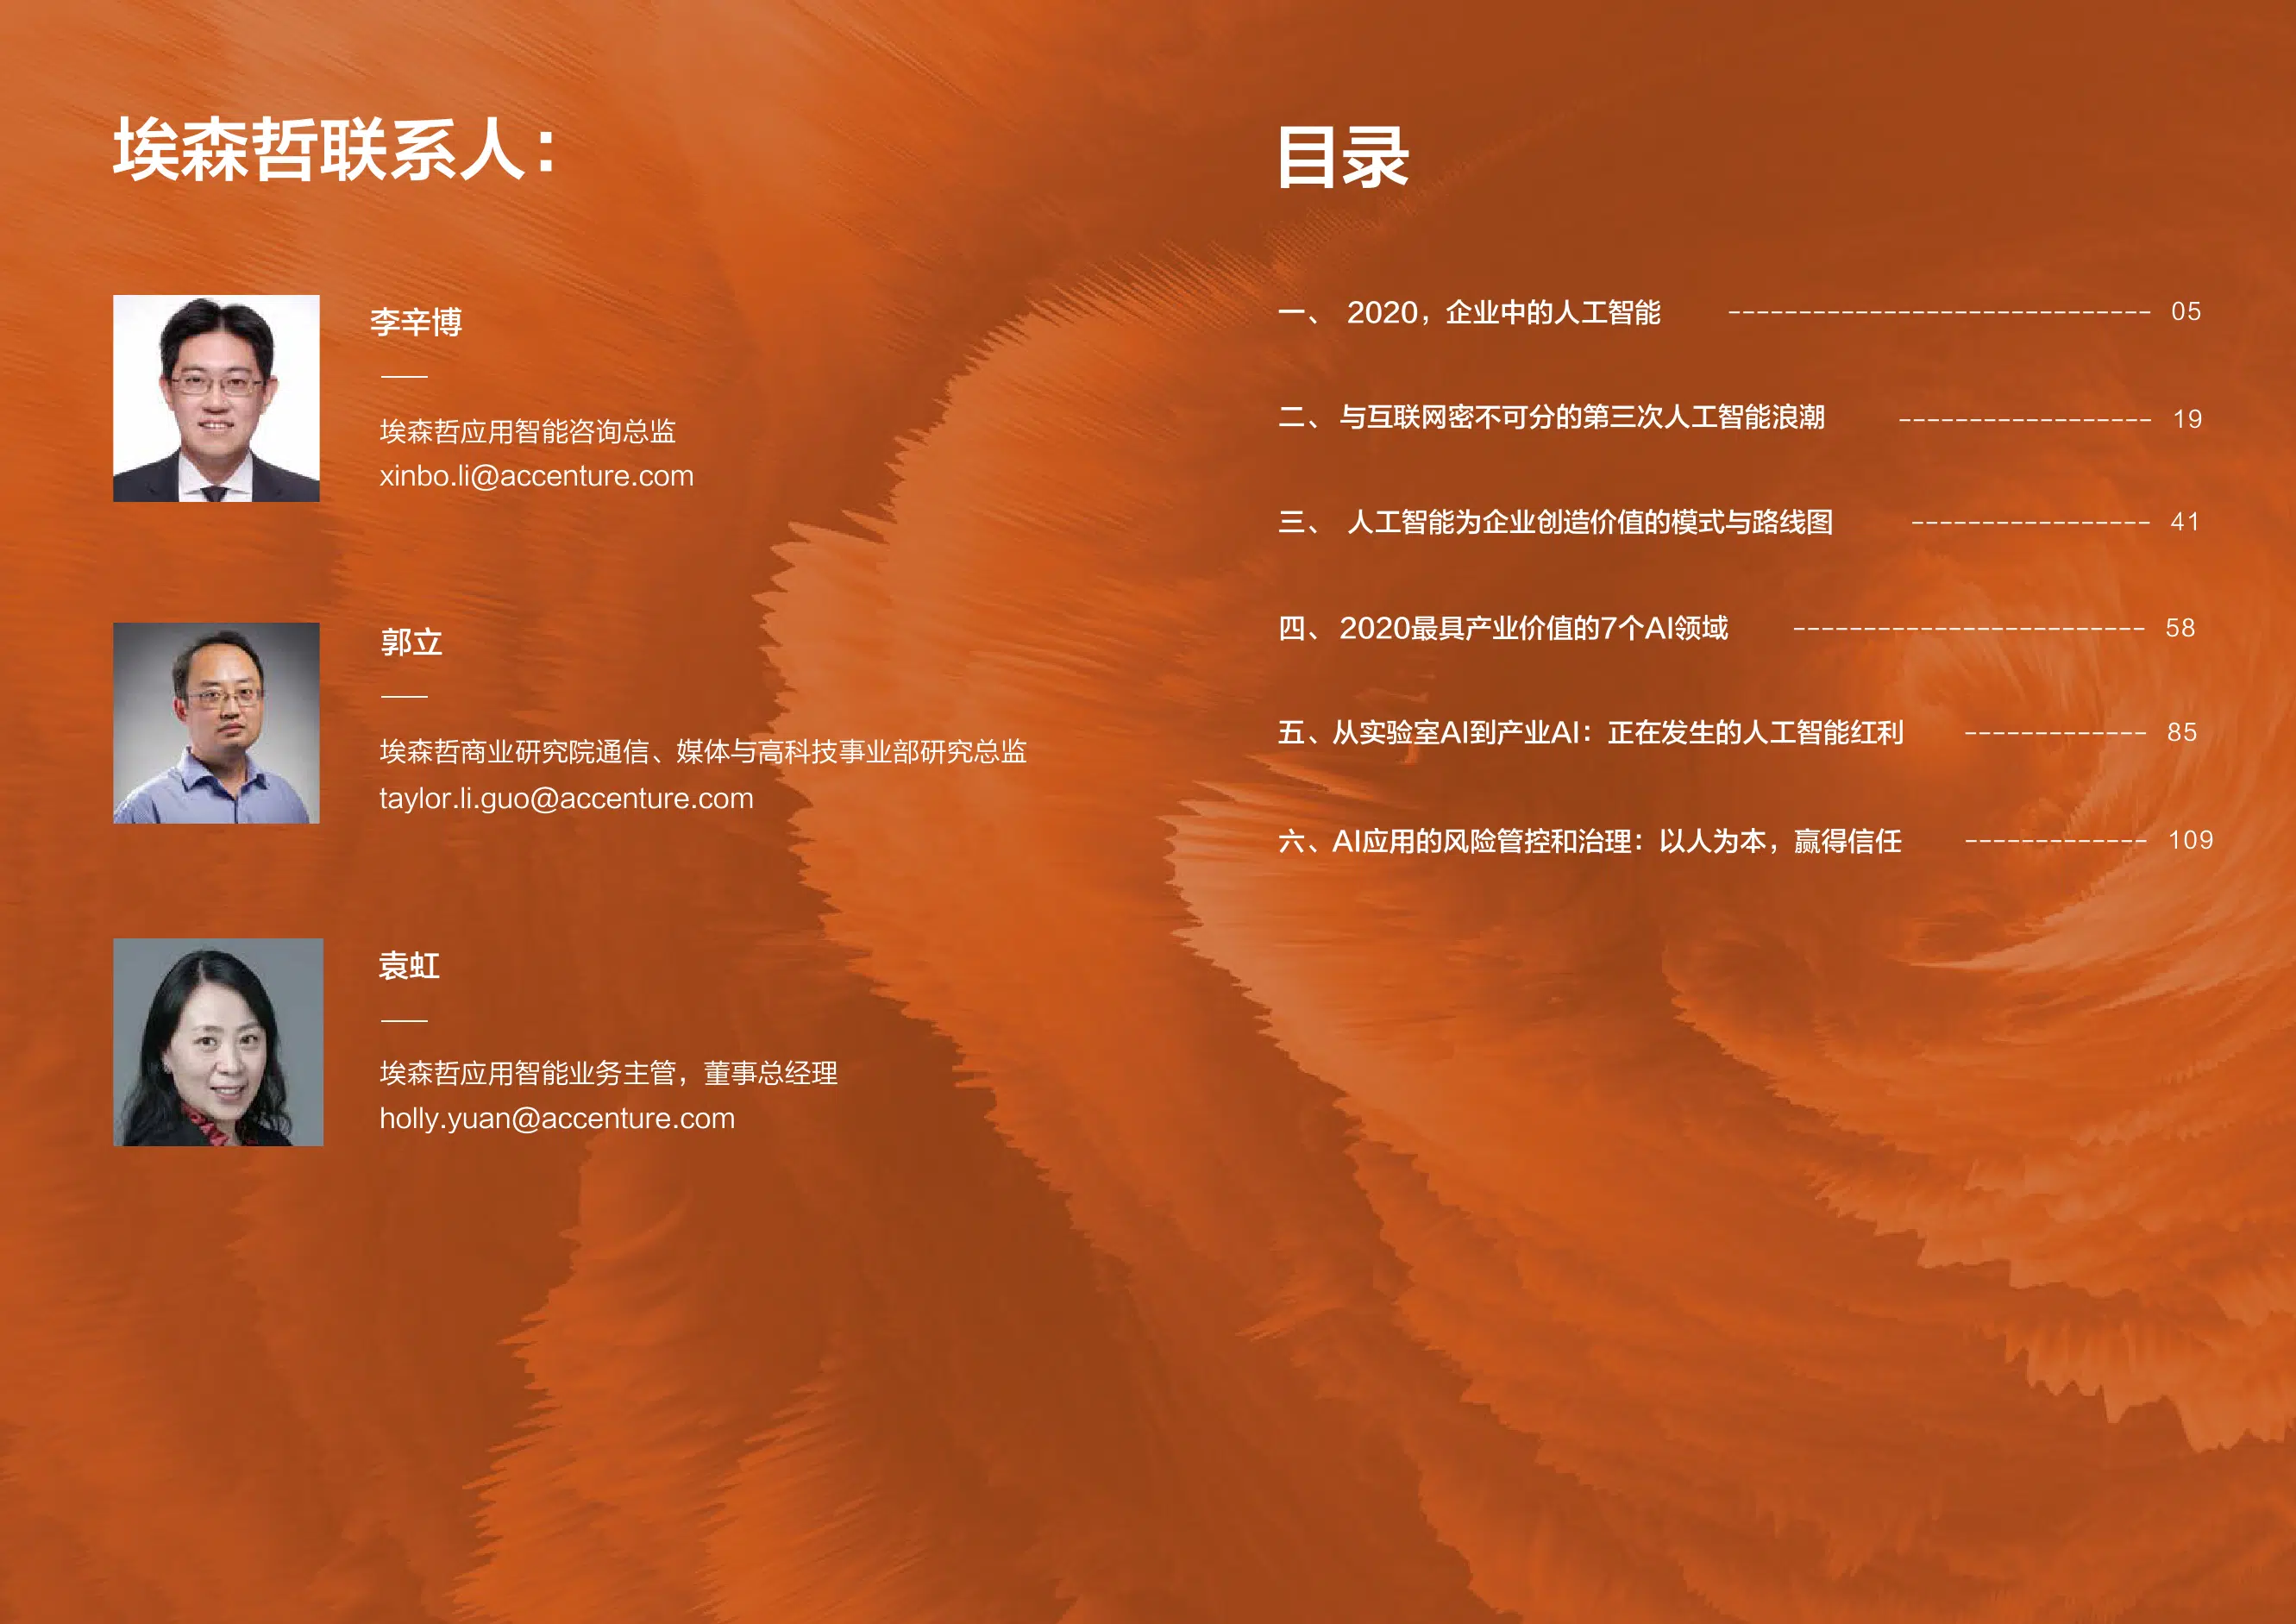 埃森哲联系人：
李辛博
埃森哲应用智能咨询总监
xinbo.li@accenture.com
郭立
埃森哲商业研究院通信、媒体与高科技事业部研究总监
taylor.li.guo@accenture.com
袁虹
埃森哲应用智能业务主管，董事总经理
holly.yuan@accenture.com
目录
一、 2020，企业中的人工智能 ------------------------------ 05
二、与互联网密不可分的第三次人工智能浪潮 ------------------ 19
三、 人工智能为企业创造价值的模式与路线图 ----------------- 41
四、2020最具产业价值的7个AI领域 ------------------------- 58
五、从实验室AI到产业AI：正在发生的人工智能红利 ------------- 85
六、AI应用的风险管控和治理：以人为本，赢得信任 ------------- 109